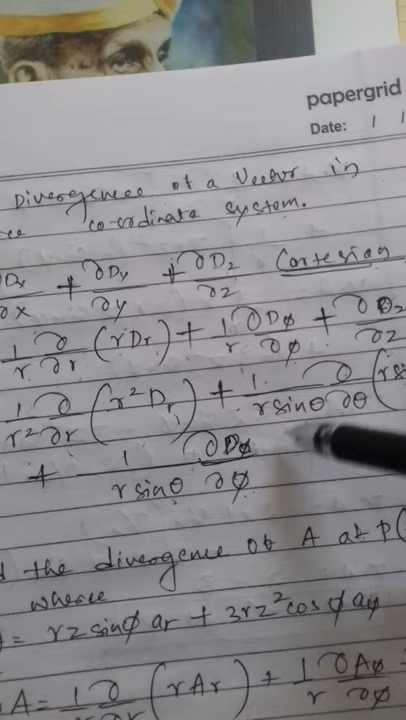 papergrid
Date: / /
Divergence of a Vector in
co-ordinate system.
∂Dx/∂x + ∂Dy/∂y + ∂Dz/∂z Cartesian
1/r ∂/∂r (rDr) + 1/r ∂Dφ/∂φ + ∂Dz/∂z
1/r² ∂/∂r (r² Dr) + 1/(r sinθ) ∂/∂θ
+ 1/(r sinθ) ∂Dφ/∂φ
the divergence of A at P(
where
= rz sinφ ar + 3rz² cosφ aφ
A = 1/r ∂/∂r (rAr) + 1/r ∂Aφ/∂φ